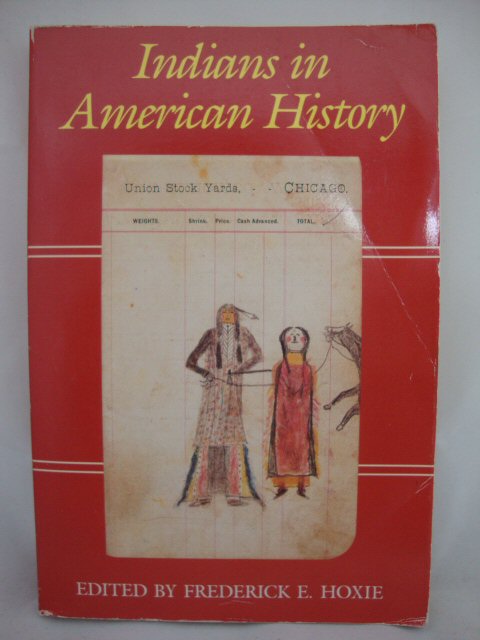 Indians in
American History
Union Stock Yards, - - CHICAGO.
WEIGHTS. Shrink. Price. Cash Advanced. TOTAL.
EDITED BY FREDERICK E. HOXIE